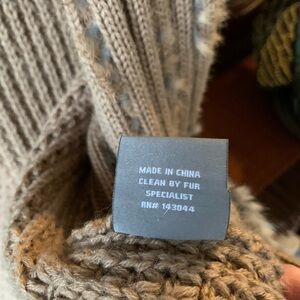 MADE IN CHINA
CLEAN BY FUR
SPECIALIST
RN# 143044